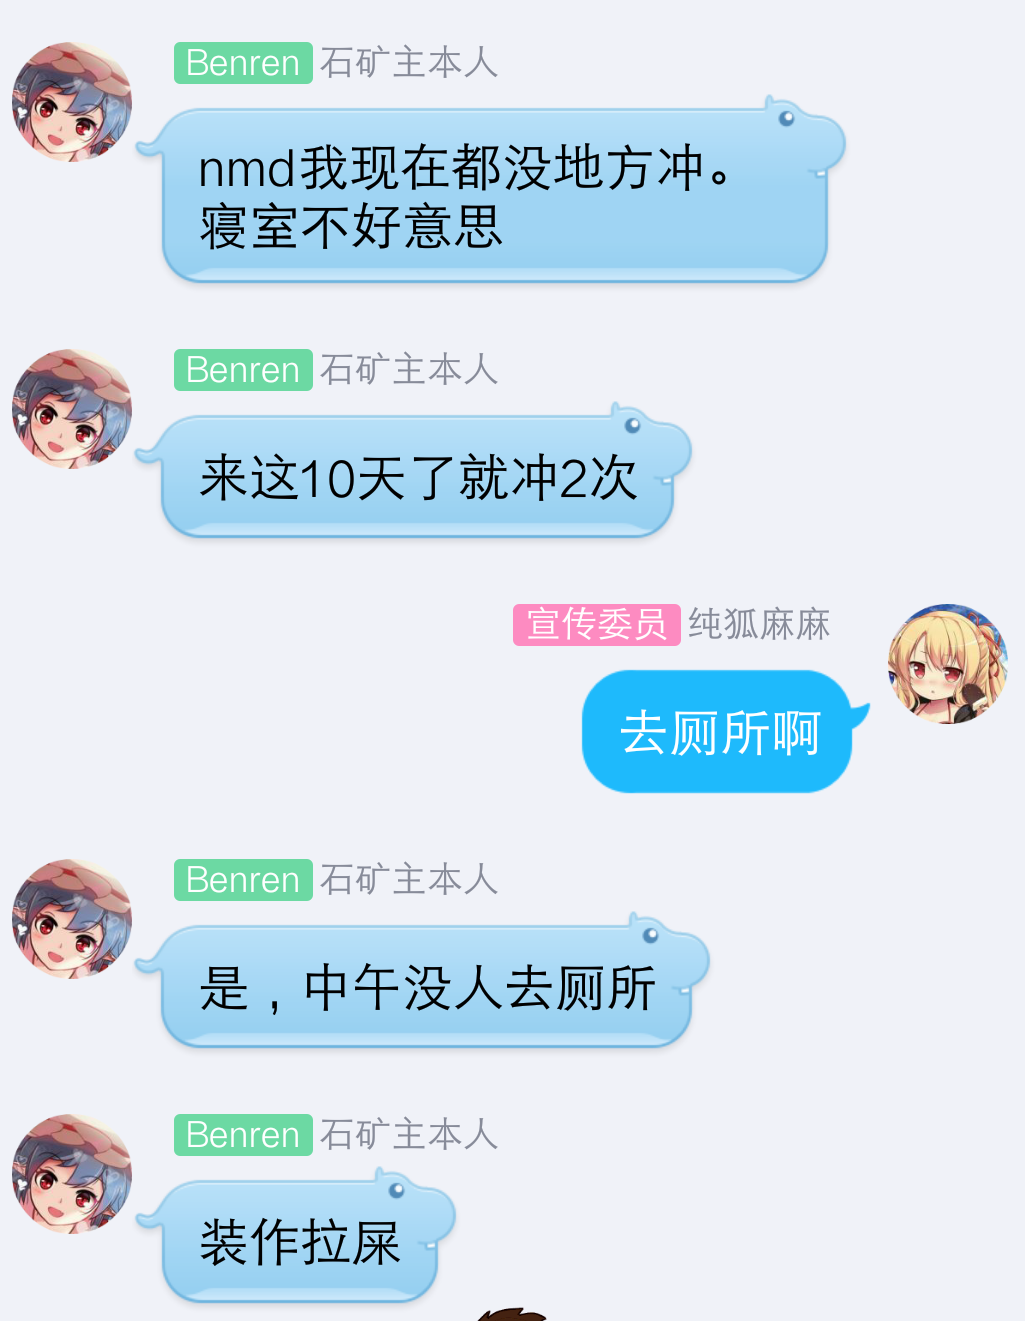 Benren 石矿主本人
nmd我现在都没地方冲。
寝室不好意思
Benren 石矿主本人
来这10天了就冲2次
宣传委员 纯狐麻麻
去厕所啊
Benren 石矿主本人
是，中午没人去厕所
Benren 石矿主本人
装作拉屎